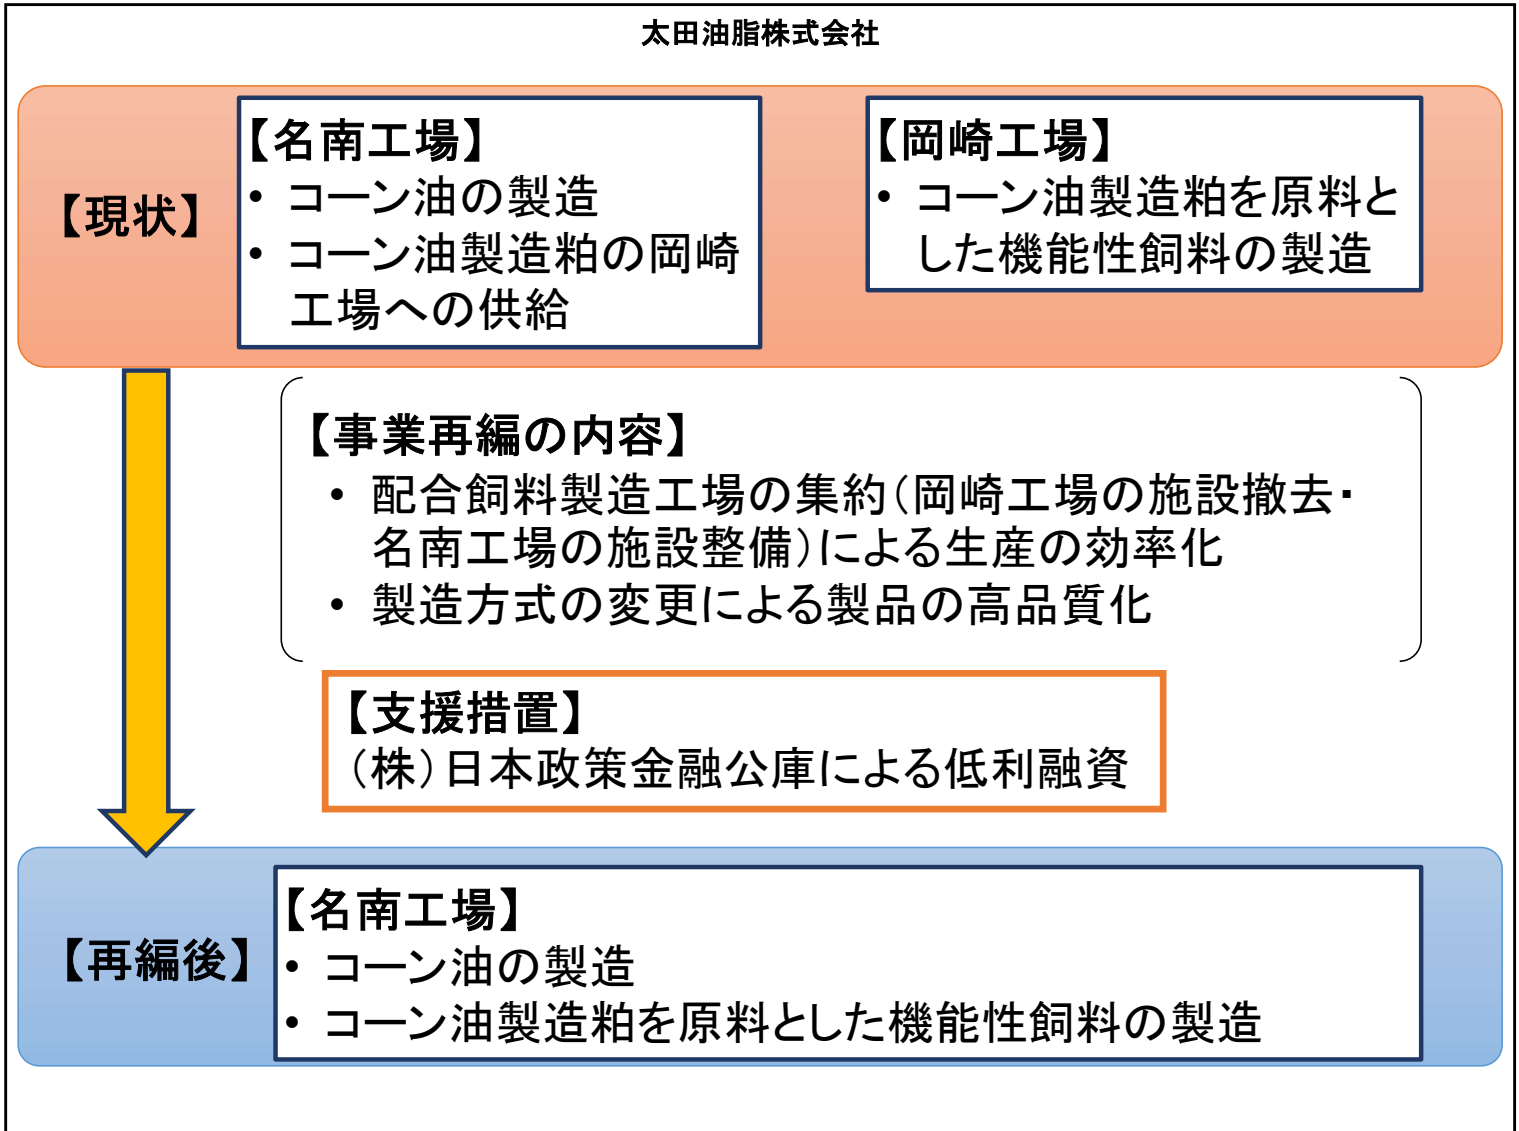 太田油脂株式会社
【現状】
【名南工場】
• コーン油の製造
• コーン油製造粕の岡崎
工場への供給
【岡崎工場】
• コーン油製造粕を原料と
した機能性飼料の製造
【事業再編の内容】
• 配合飼料製造工場の集約(岡崎工場の施設撤去・
名南工場の施設整備)による生産の効率化
• 製造方式の変更による製品の高品質化
【支援措置】
(株)日本政策金融公庫による低利融資
【再編後】
【名南工場】
• コーン油の製造
• コーン油製造粕を原料とした機能性飼料の製造